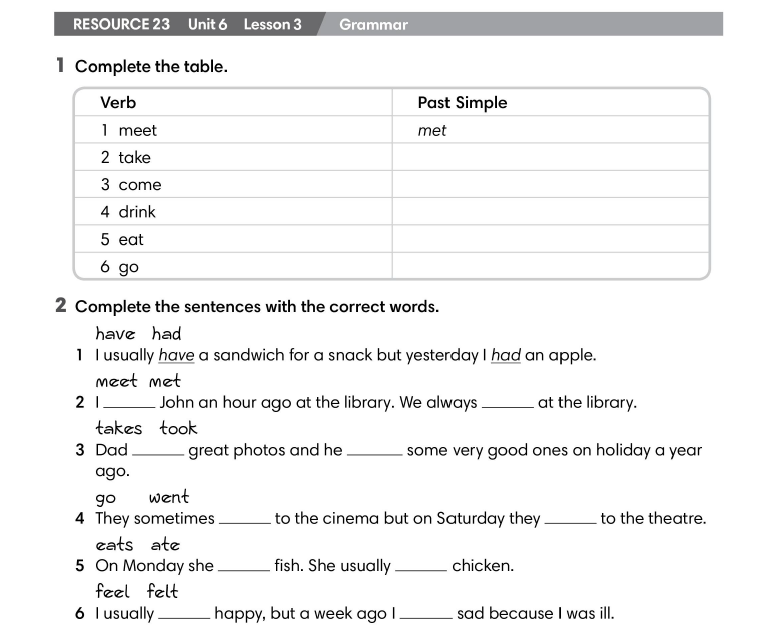 RESOURCE 23 Unit 6 Lesson 3 Grammar
1 Complete the table.
Verb Past Simple
1 meet met
2 take
3 come
4 drink
5 eat
6 go
2 Complete the sentences with the correct words.
have had
1 I usually have a sandwich for a snack but yesterday I had an apple.
meet met
2 I ______ John an hour ago at the library. We always ______ at the library.
takes took
3 Dad ______ great photos and he ______ some very good ones on holiday a year
ago.
go went
4 They sometimes ______ to the cinema but on Saturday they ______ to the theatre.
eats ate
5 On Monday she ______ fish. She usually ______ chicken.
feel felt
6 I usually ______ happy, but a week ago I ______ sad because I was ill.